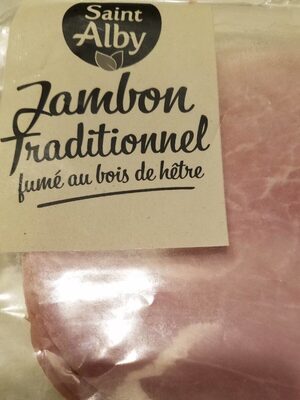 Saint
Alby
Jambon
Traditionnel
fumé au bois de hêtre